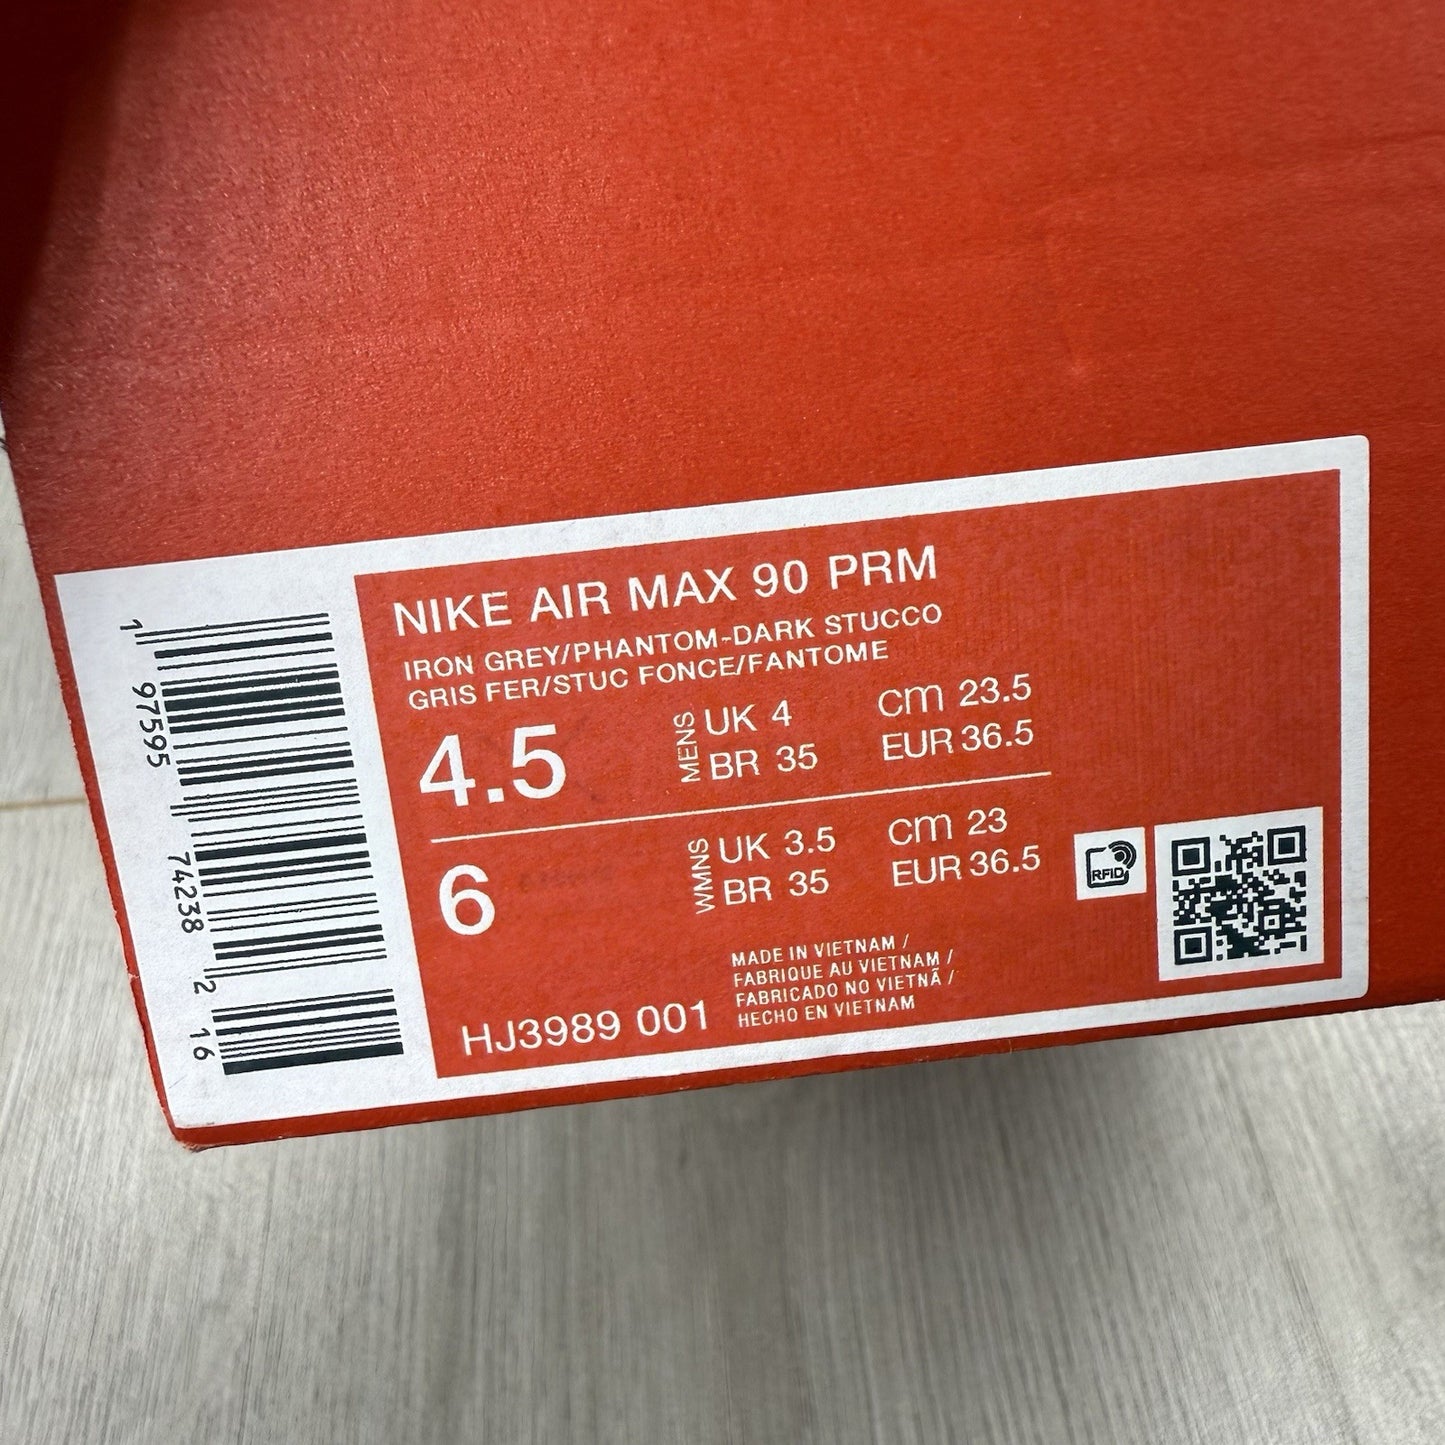 NIKE AIR MAX 90 PRM
IRON GREY/PHANTOM-DARK STUCCO
GRIS FER/STUC FONCE/FANTOME
4.5
MENS
UK 4
BR 35
cm 23.5
EUR 36.5
6
WMNS
UK 3.5
BR 35
cm 23
EUR 36.5
RFID
MADE IN VIETNAM /
FABRIQUE AU VIETNAM /
FABRICADO NO VIETNÃ /
HECHO EN VIETNAM
HJ3989 001
1 97595 74238 2 16